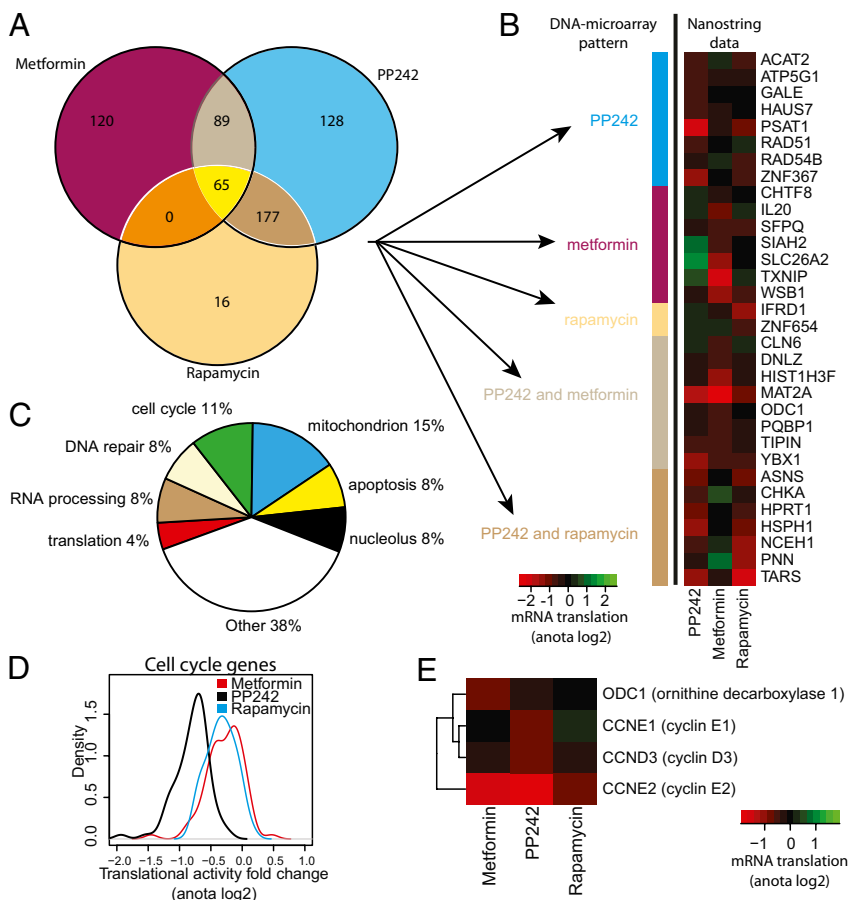 A
Metformin
PP242
120
89
128
65
0
177
16
Rapamycin
B
DNA-microarray
pattern
Nanostring
data
PP242
metformin
rapamycin
PP242 and metformin
PP242 and rapamycin
ACAT2
ATP5G1
GALE
HAUS7
PSAT1
RAD51
RAD54B
ZNF367
CHTF8
IL20
SFPQ
SIAH2
SLC26A2
TXNIP
WSB1
IFRD1
ZNF654
CLN6
DNLZ
HIST1H3F
MAT2A
ODC1
PQBP1
TIPIN
YBX1
ASNS
CHKA
HPRT1
HSPH1
NCEH1
PNN
TARS
PP242
Metformin
Rapamycin
−2 −1 0 1 2
mRNA translation
(anota log2)
C
cell cycle 11%
mitochondrion 15%
DNA repair 8%
apoptosis 8%
RNA processing 8%
nucleolus 8%
translation 4%
Other 38%
D
Cell cycle genes
Metformin
PP242
Rapamycin
Density
1.5
1.0
0.5
0.0
−2.0 −1.5 −1.0 −0.5 0.0 0.5 1.0
Translational activity fold change
(anota log2)
E
ODC1 (ornithine decarboxylase 1)
CCNE1 (cyclin E1)
CCND3 (cyclin D3)
CCNE2 (cyclin E2)
Metformin
PP242
Rapamycin
−1 0 1
mRNA translation
(anota log2)